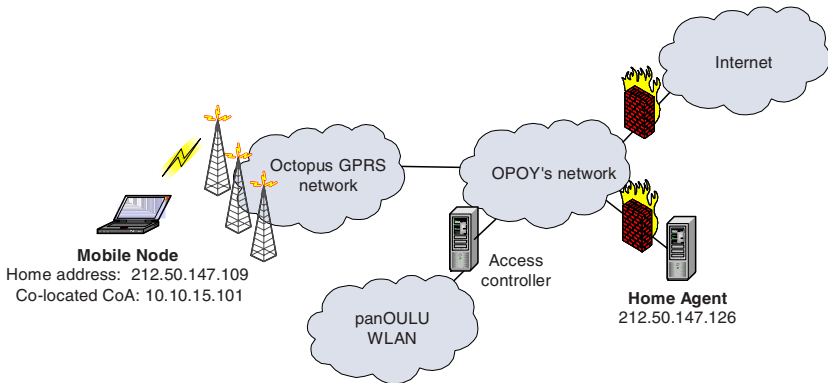 Internet
Octopus GPRS
network
OPOY's network
Mobile Node
Home address: 212.50.147.109
Co-located CoA: 10.10.15.101
Access
controller
Home Agent
212.50.147.126
panOULU
WLAN